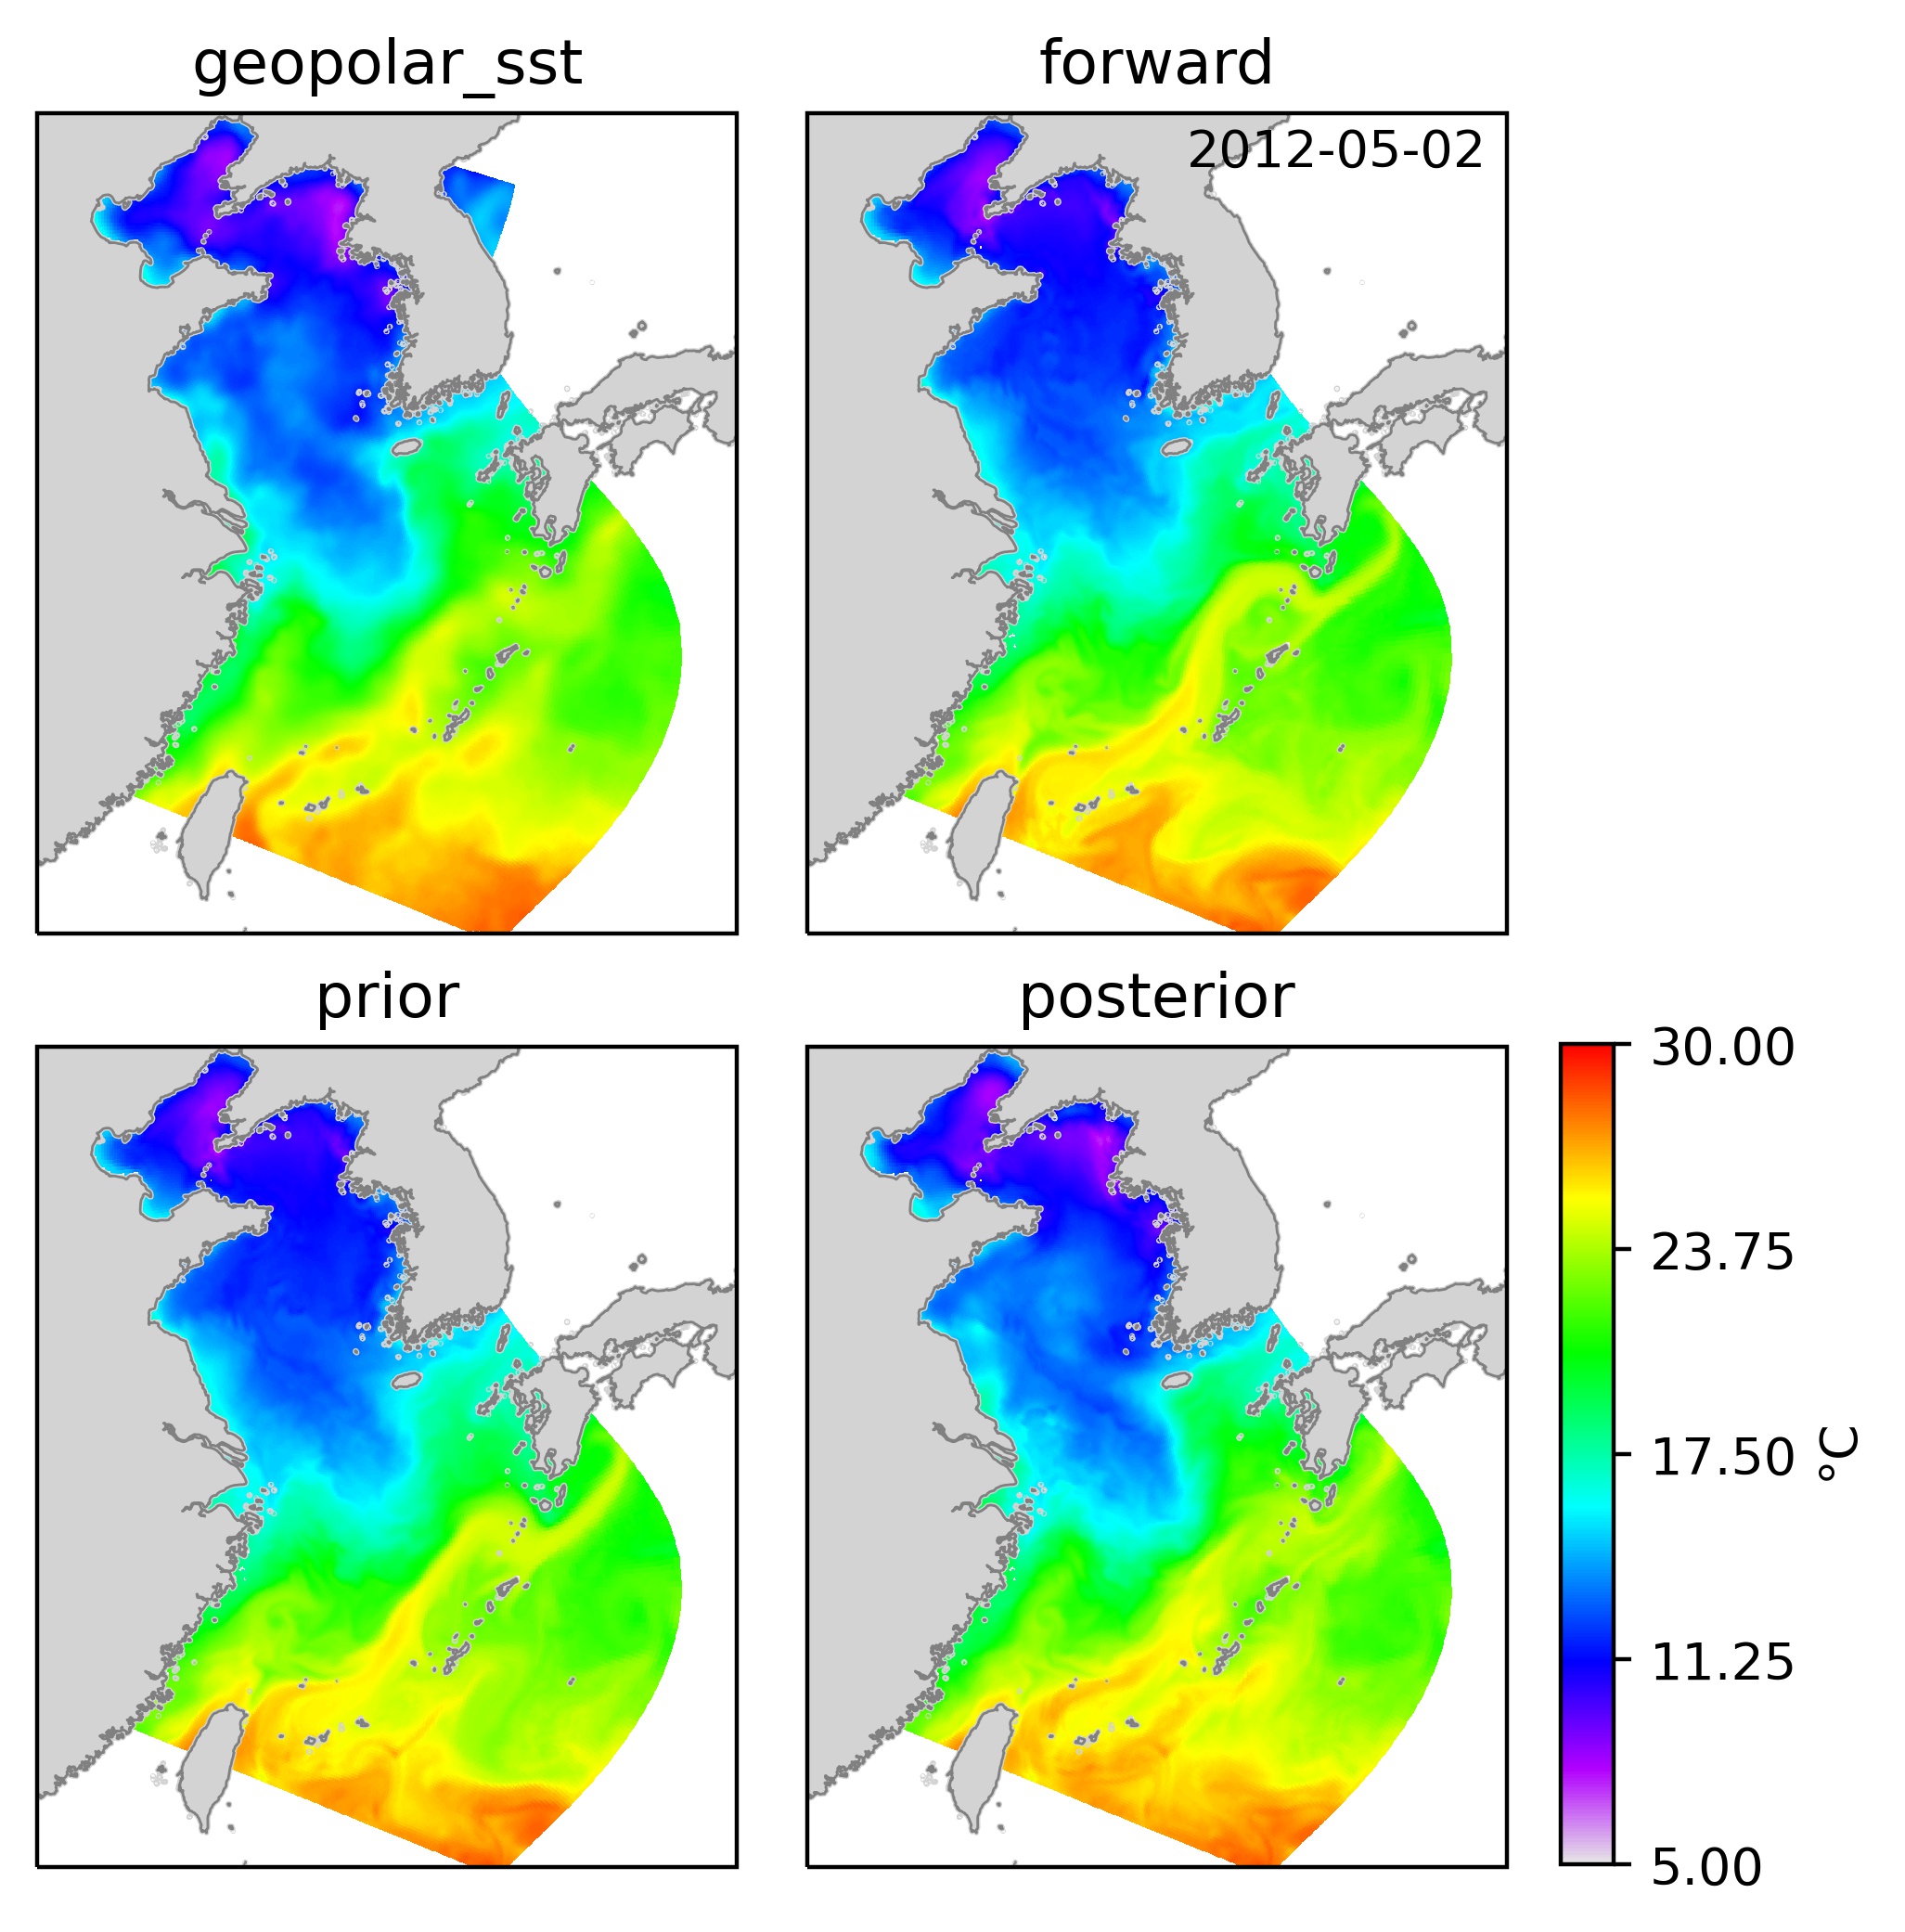 geopolar_sst
forward
2012-05-02
prior
posterior
30.00
23.75
17.50
11.25
5.00
°C